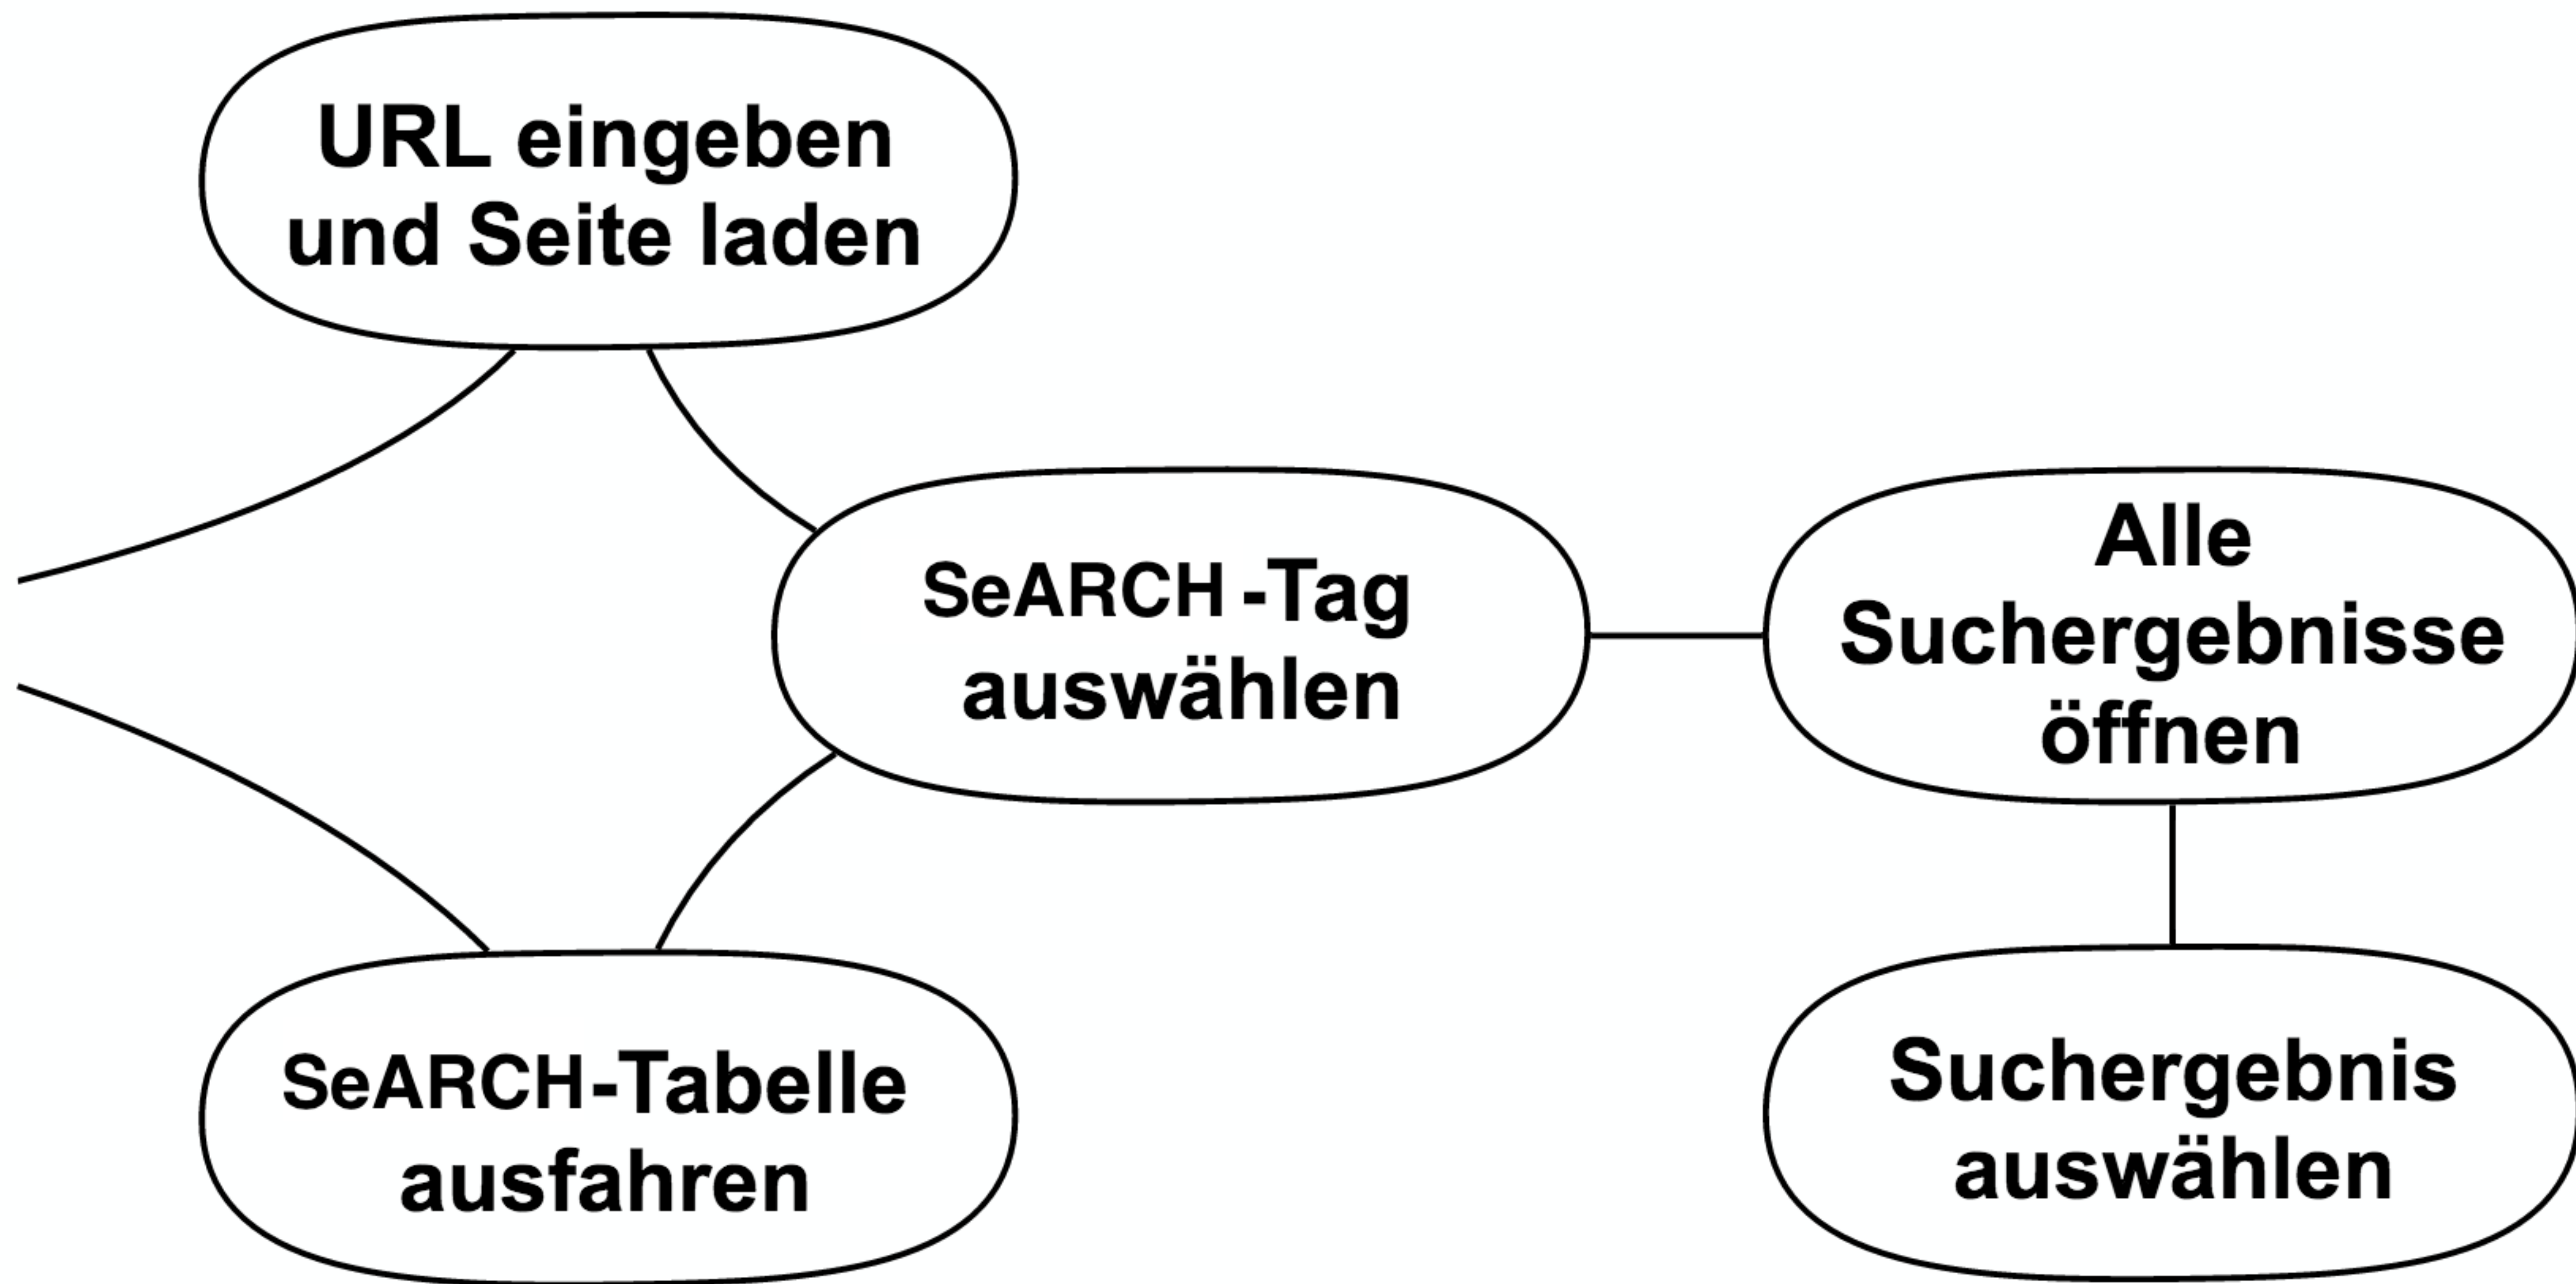 URL eingeben
und Seite laden
SeARCH -Tag
auswählen
Alle
Suchergebnisse
öffnen
SeARCH-Tabelle
ausfahren
Suchergebnis
auswählen